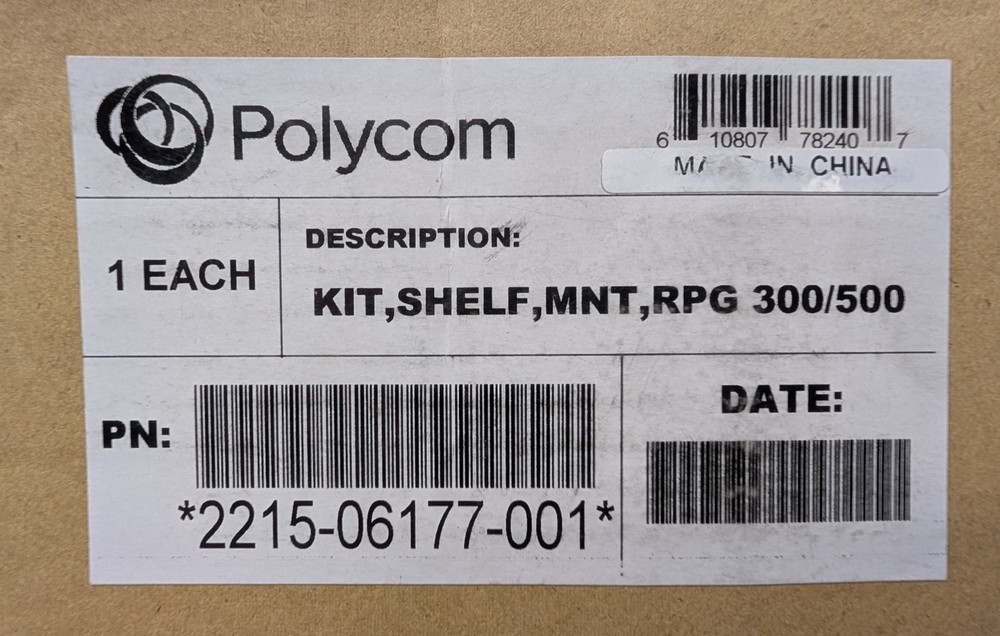 Polycom
6 10807 78240 7
IN CHINA
1 EACH
DESCRIPTION:
KIT,SHELF,MNT,RPG 300/500
PN:
*2215-06177-001*
DATE: